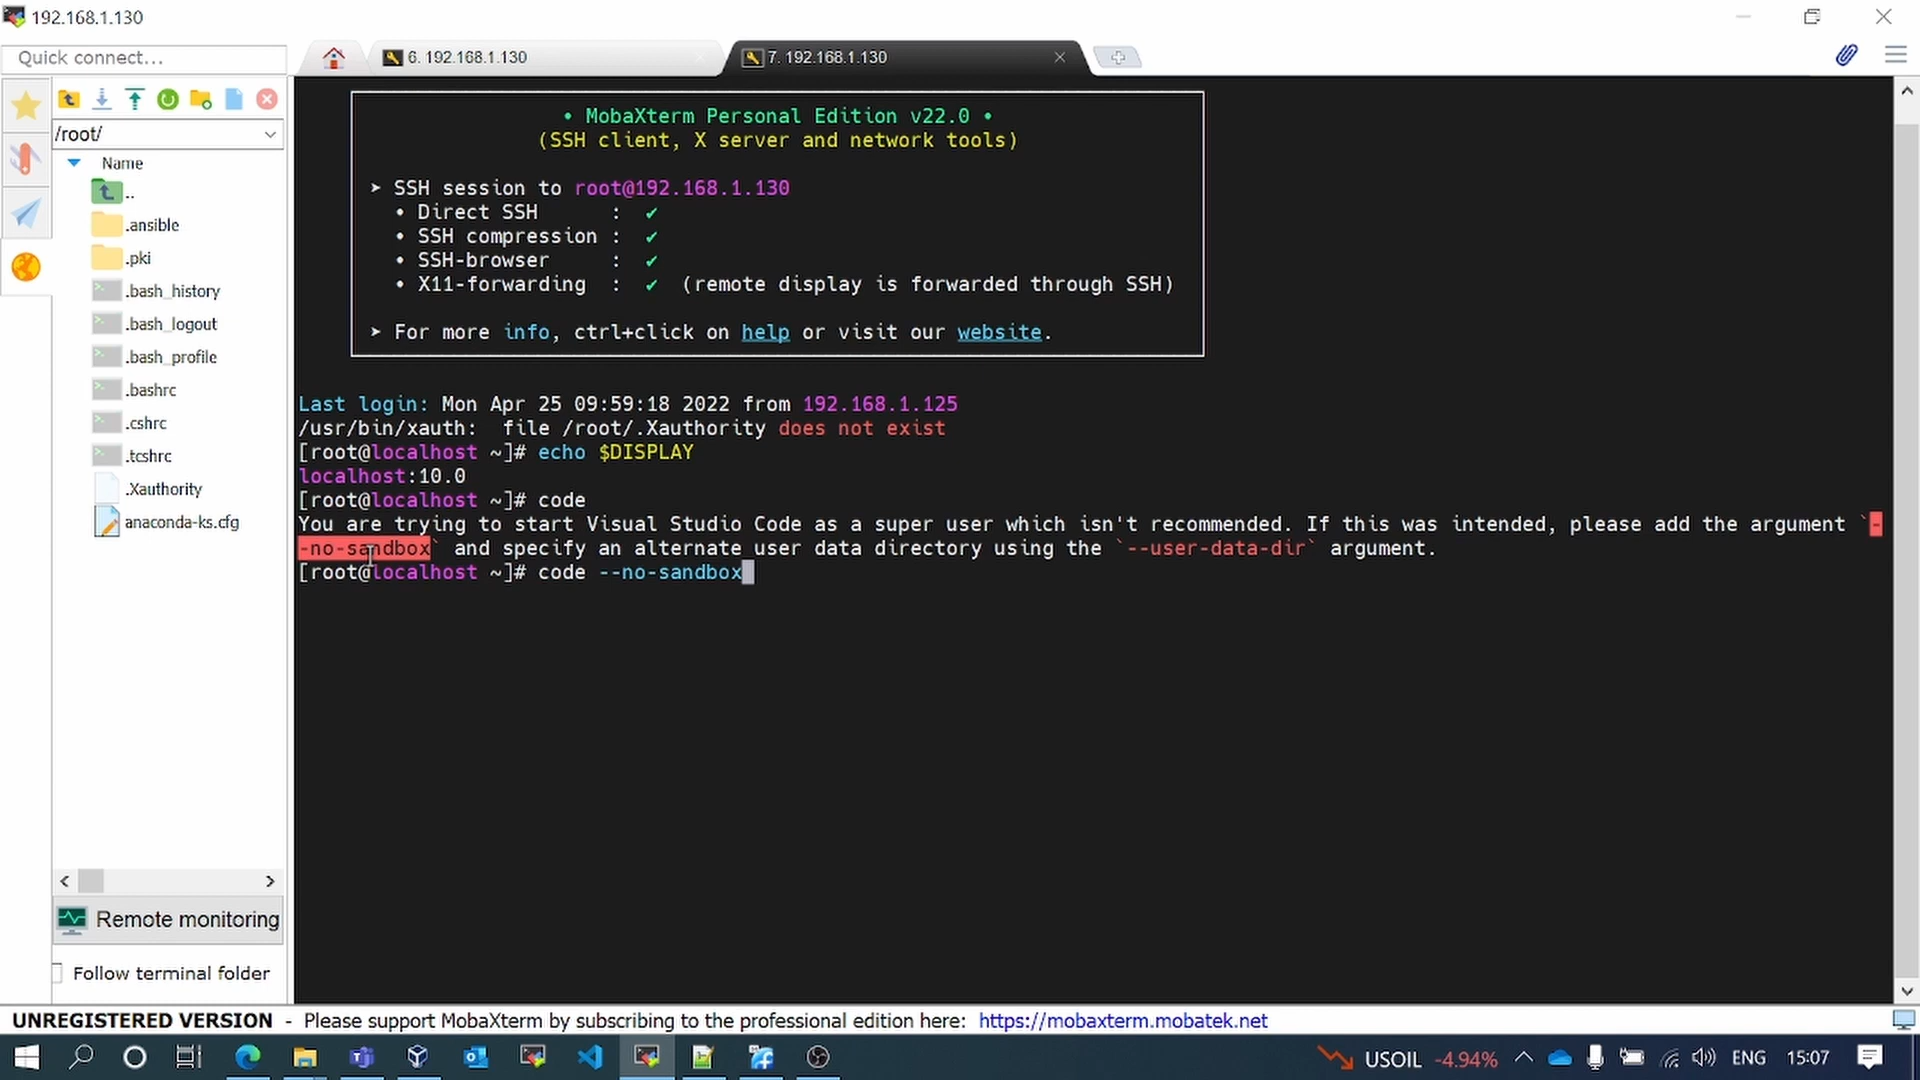 192.168.1.130
Quick connect...
6. 192.168.1.130
7. 192.168.1.130
/root/
Name
..
.ansible
.pki
.bash_history
.bash_logout
.bash_profile
.bashrc
.cshrc
.tcshrc
.Xauthority
anaconda-ks.cfg
Remote monitoring
Follow terminal folder
• MobaXterm Personal Edition v22.0 •
(SSH client, X server and network tools)
➤ SSH session to root@192.168.1.130
• Direct SSH : ✔
• SSH compression : ✔
• SSH-browser : ✔
• X11-forwarding : ✔ (remote display is forwarded through SSH)
➤ For more info, ctrl+click on help or visit our website.
Last login: Mon Apr 25 09:59:18 2022 from 192.168.1.125
/usr/bin/xauth: file /root/.Xauthority does not exist
[root@localhost ~]# echo $DISPLAY
localhost:10.0
[root@localhost ~]# code
You are trying to start Visual Studio Code as a super user which isn't recommended. If this was intended, please add the argument `-
-no-sandbox` and specify an alternate user data directory using the `--user-data-dir` argument.
[root@localhost ~]# code --no-sandbox
UNREGISTERED VERSION - Please support MobaXterm by subscribing to the professional edition here: https://mobaxterm.mobatek.net
USOIL -4.94% ENG 15:07